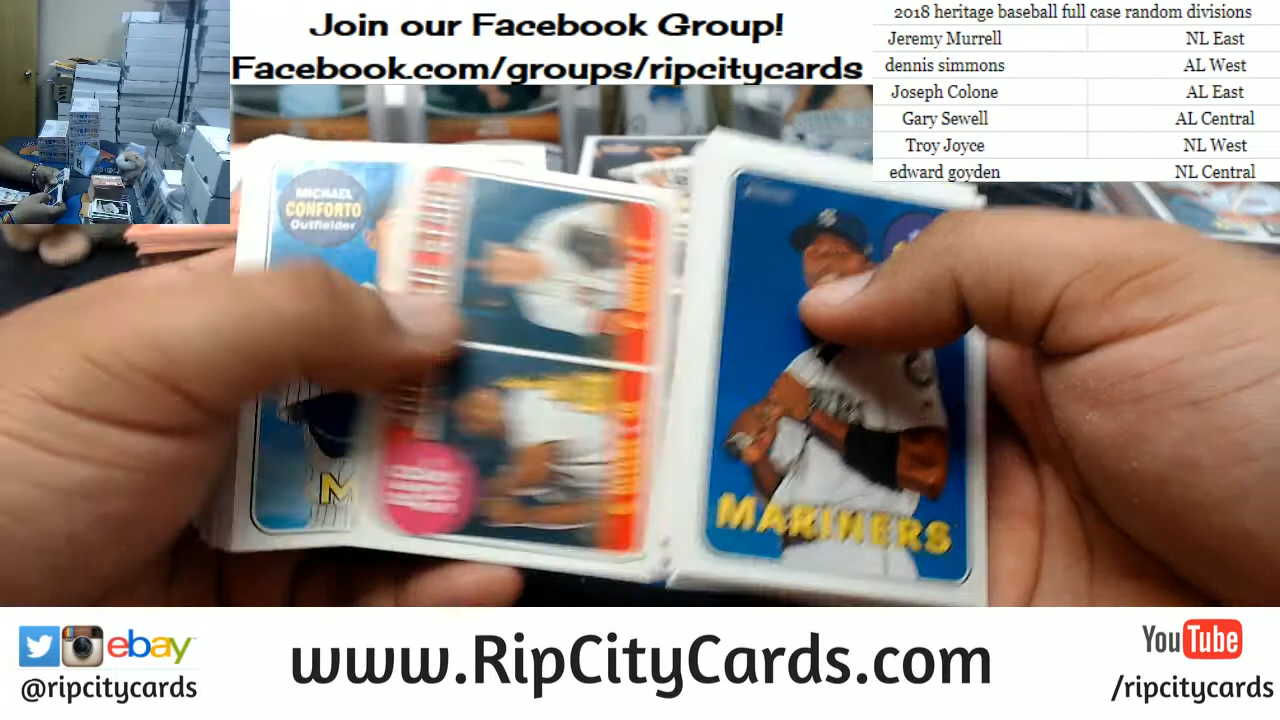 Join our Facebook Group!
Facebook.com/groups/ripcitycards
2018 heritage baseball full case random divisions
Jeremy Murrell NL East
dennis simmons AL West
Joseph Colone AL East
Gary Sewell AL Central
Troy Joyce NL West
edward goyden NL Central
MICHAEL
CONFORTO
Outfielder
M
MARINERS
ebay
@ripcitycards
www.RipCityCards.com
YouTube
/ripcitycards